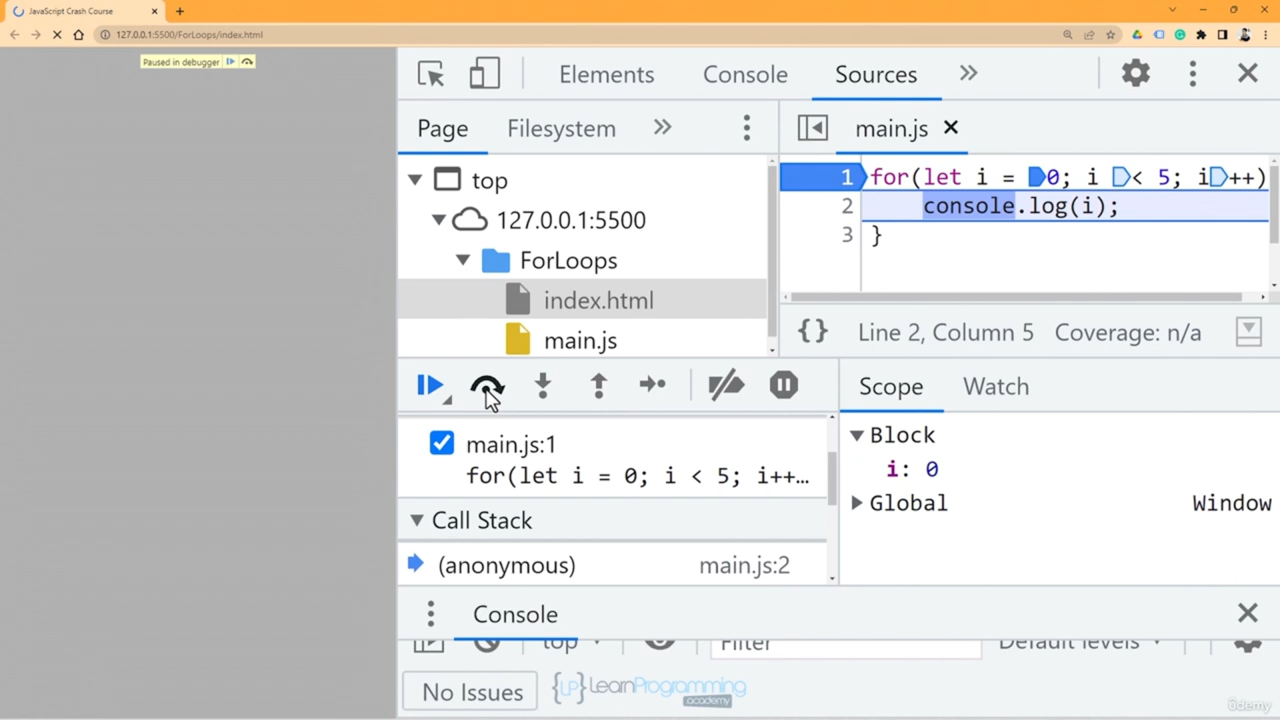 JavaScript Crash Course
127.0.0.1:5500/ForLoops/index.html
Paused in debugger
Elements Console Sources
Page Filesystem
main.js
top
127.0.0.1:5500
ForLoops
index.html
main.js
1 for(let i = 0; i < 5; i++)
2 console.log(i);
3 }
{} Line 2, Column 5 Coverage: n/a
main.js:1
for(let i = 0; i < 5; i++…
Call Stack
(anonymous) main.js:2
Scope Watch
Block
i: 0
Global Window
Console
top Filter Default levels
No Issues
{LP} LearnProgramming
academy
ûdemy